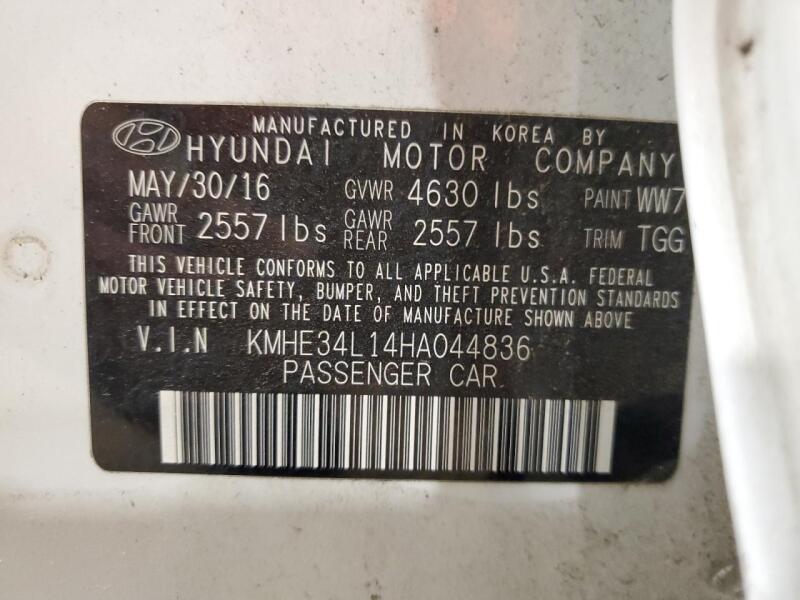 MANUFACTURED IN KOREA BY
HYUNDAI MOTOR COMPANY
MAY/30/16 GVWR 4630 lbs PAINT WW7
GAWR FRONT 2557 lbs GAWR REAR 2557 lbs TRIM TGG
THIS VEHICLE CONFORMS TO ALL APPLICABLE U.S.A. FEDERAL
MOTOR VEHICLE SAFETY, BUMPER, AND THEFT PREVENTION STANDARDS
IN EFFECT ON THE DATE OF MANUFACTURE SHOWN ABOVE
V.I.N KMHE34L14HA044836
PASSENGER CAR